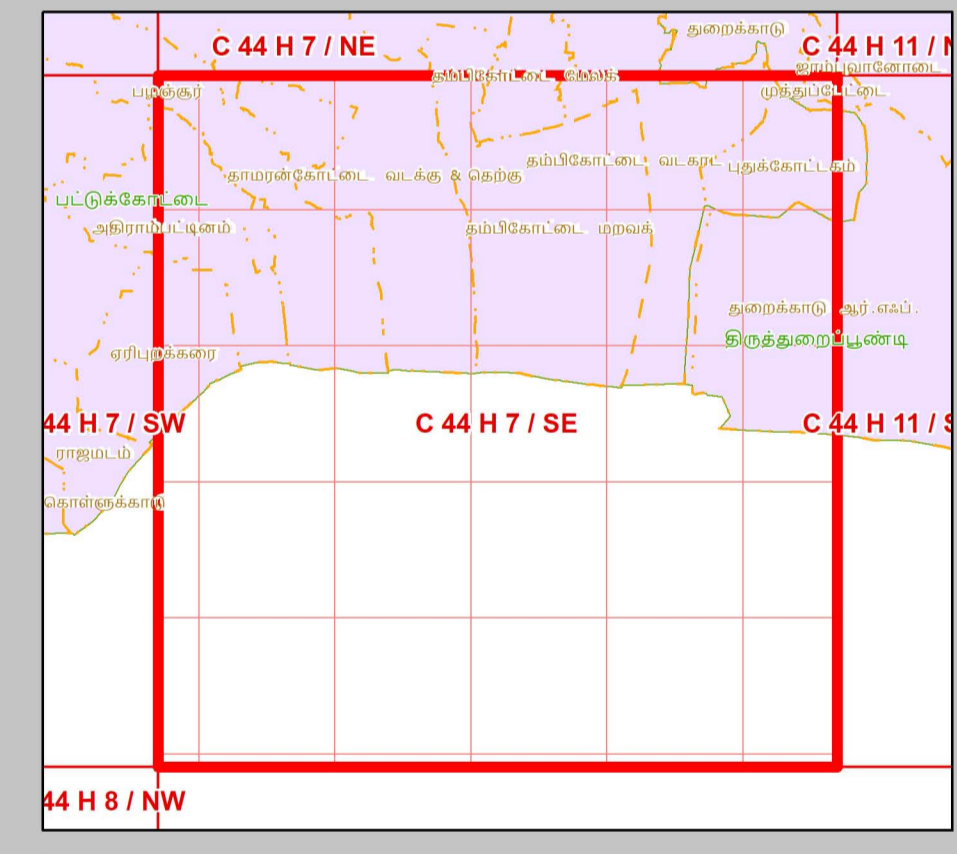 துறைக்காடு
C 44 H 7 / NE
C 44 H 11 / N
ஜாம்புவானோடை
தம்பிகோட்டை மேலக்
பழஞ்சூர்
முத்துப்பேட்டை
தம்பிகோட்டை வடகாட்
புதுக்கோட்டகம்
தாமரன்கோட்டை வடக்கு & தெற்கு
பட்டுக்கோட்டை
அதிராம்பட்டினம்
தம்பிகோட்டை மறவக்
துறைக்காடு ஆர்.எஃப்.
திருத்துறைப்பூண்டி
ஏரிபுறக்கரை
44 H 7 / SW
C 44 H 7 / SE
C 44 H 11 / S
ராஜமடம்
கொள்ளுக்காடு
44 H 8 / NW